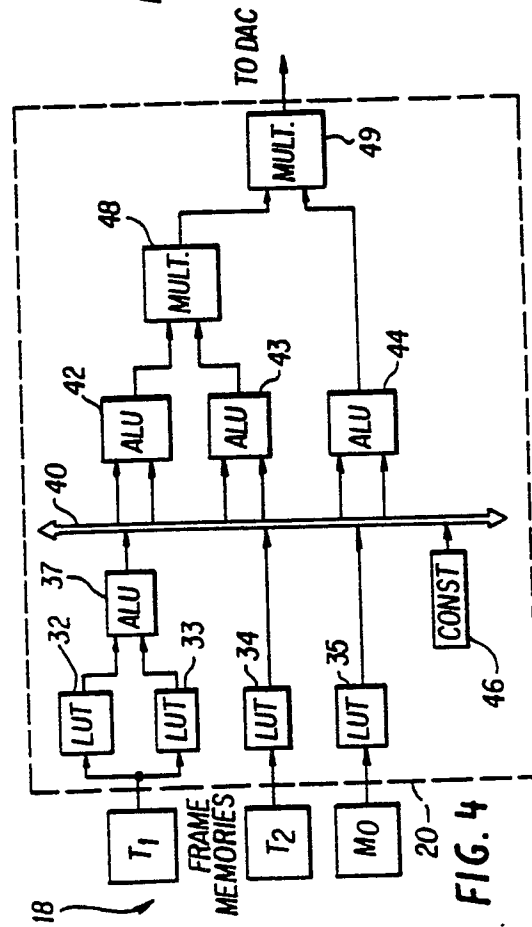 18
T1
FRAME
MEMORIES
T2
MO
20
FIG. 4
32
LUT
33
LUT
34
LUT
35
LUT
37
ALU
40
CONST
46
42
ALU
43
ALU
44
ALU
48
MULT.
MULT.
49
TO DAC